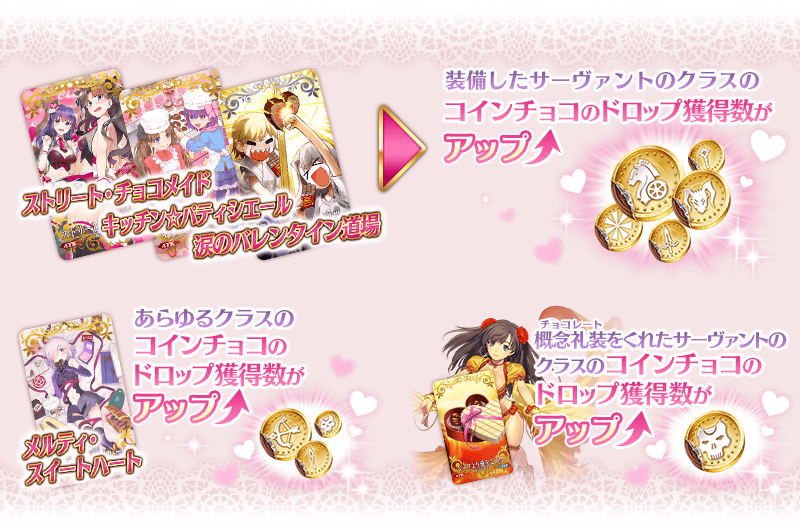 ストリート・チョコメイド
キッチン☆パティシエール
涙のバレンタイン道場
装備したサーヴァントのクラスの
コインチョコのドロップ獲得数が
アップ
メルティ・
スイートハート
あらゆるクラスの
コインチョコの
ドロップ獲得数が
アップ
チョコレート
概念礼装をくれたサーヴァントの
クラスのコインチョコの
ドロップ獲得数が
アップ